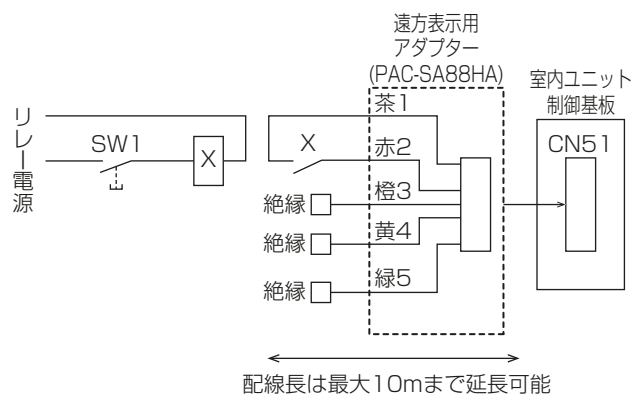 遠方表示用
アダプター
(PAC-SA88HA)
室内ユニット
制御基板
リレー電源
SW1
X
X
茶1
赤2
橙3
黄4
緑5
絶縁
絶縁
絶縁
CN51
配線長は最大10mまで延長可能